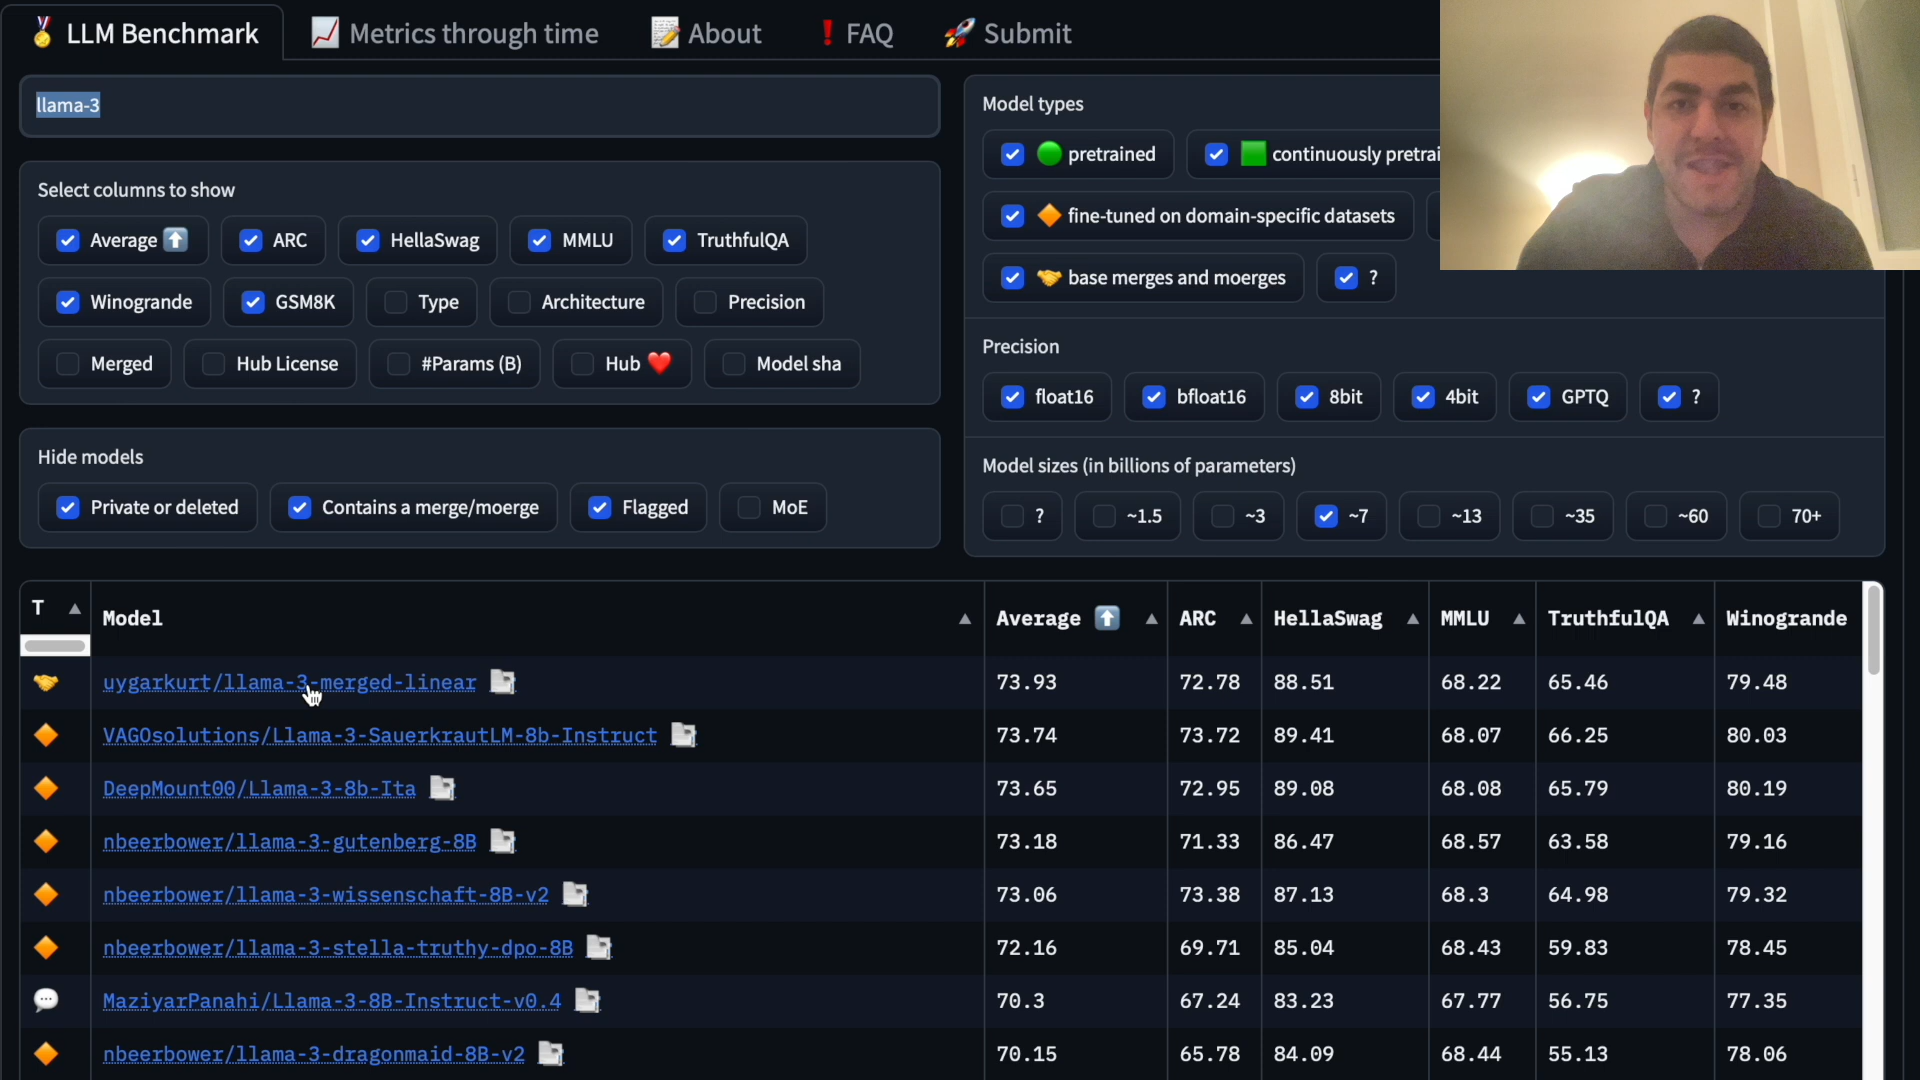 LLM Benchmark
Metrics through time
About
FAQ
Submit
llama-3
Select columns to show
Average
ARC
HellaSwag
MMLU
TruthfulQA
Winogrande
GSM8K
Type
Architecture
Precision
Merged
Hub License
#Params (B)
Hub
Model sha
Hide models
Private or deleted
Contains a merge/moerge
Flagged
MoE
Model types
pretrained
continuously pretrai
fine-tuned on domain-specific datasets
base merges and moerges
?
Precision
float16
bfloat16
8bit
4bit
GPTQ
?
Model sizes (in billions of parameters)
?
~1.5
~3
~7
~13
~35
~60
70+
T Model Average ARC HellaSwag MMLU TruthfulQA Winogrande
uygarkurt/llama-3-merged-linear 73.93 72.78 88.51 68.22 65.46 79.48
VAGOsolutions/Llama-3-SauerkrautLM-8b-Instruct 73.74 73.72 89.41 68.07 66.25 80.03
DeepMount00/Llama-3-8b-Ita 73.65 72.95 89.08 68.08 65.79 80.19
nbeerbower/llama-3-gutenberg-8B 73.18 71.33 86.47 68.57 63.58 79.16
nbeerbower/llama-3-wissenschaft-8B-v2 73.06 73.38 87.13 68.3 64.98 79.32
nbeerbower/llama-3-stella-truthy-dpo-8B 72.16 69.71 85.04 68.43 59.83 78.45
MaziyarPanahi/Llama-3-8B-Instruct-v0.4 70.3 67.24 83.23 67.77 56.75 77.35
nbeerbower/llama-3-dragonmaid-8B-v2 70.15 65.78 84.09 68.44 55.13 78.06